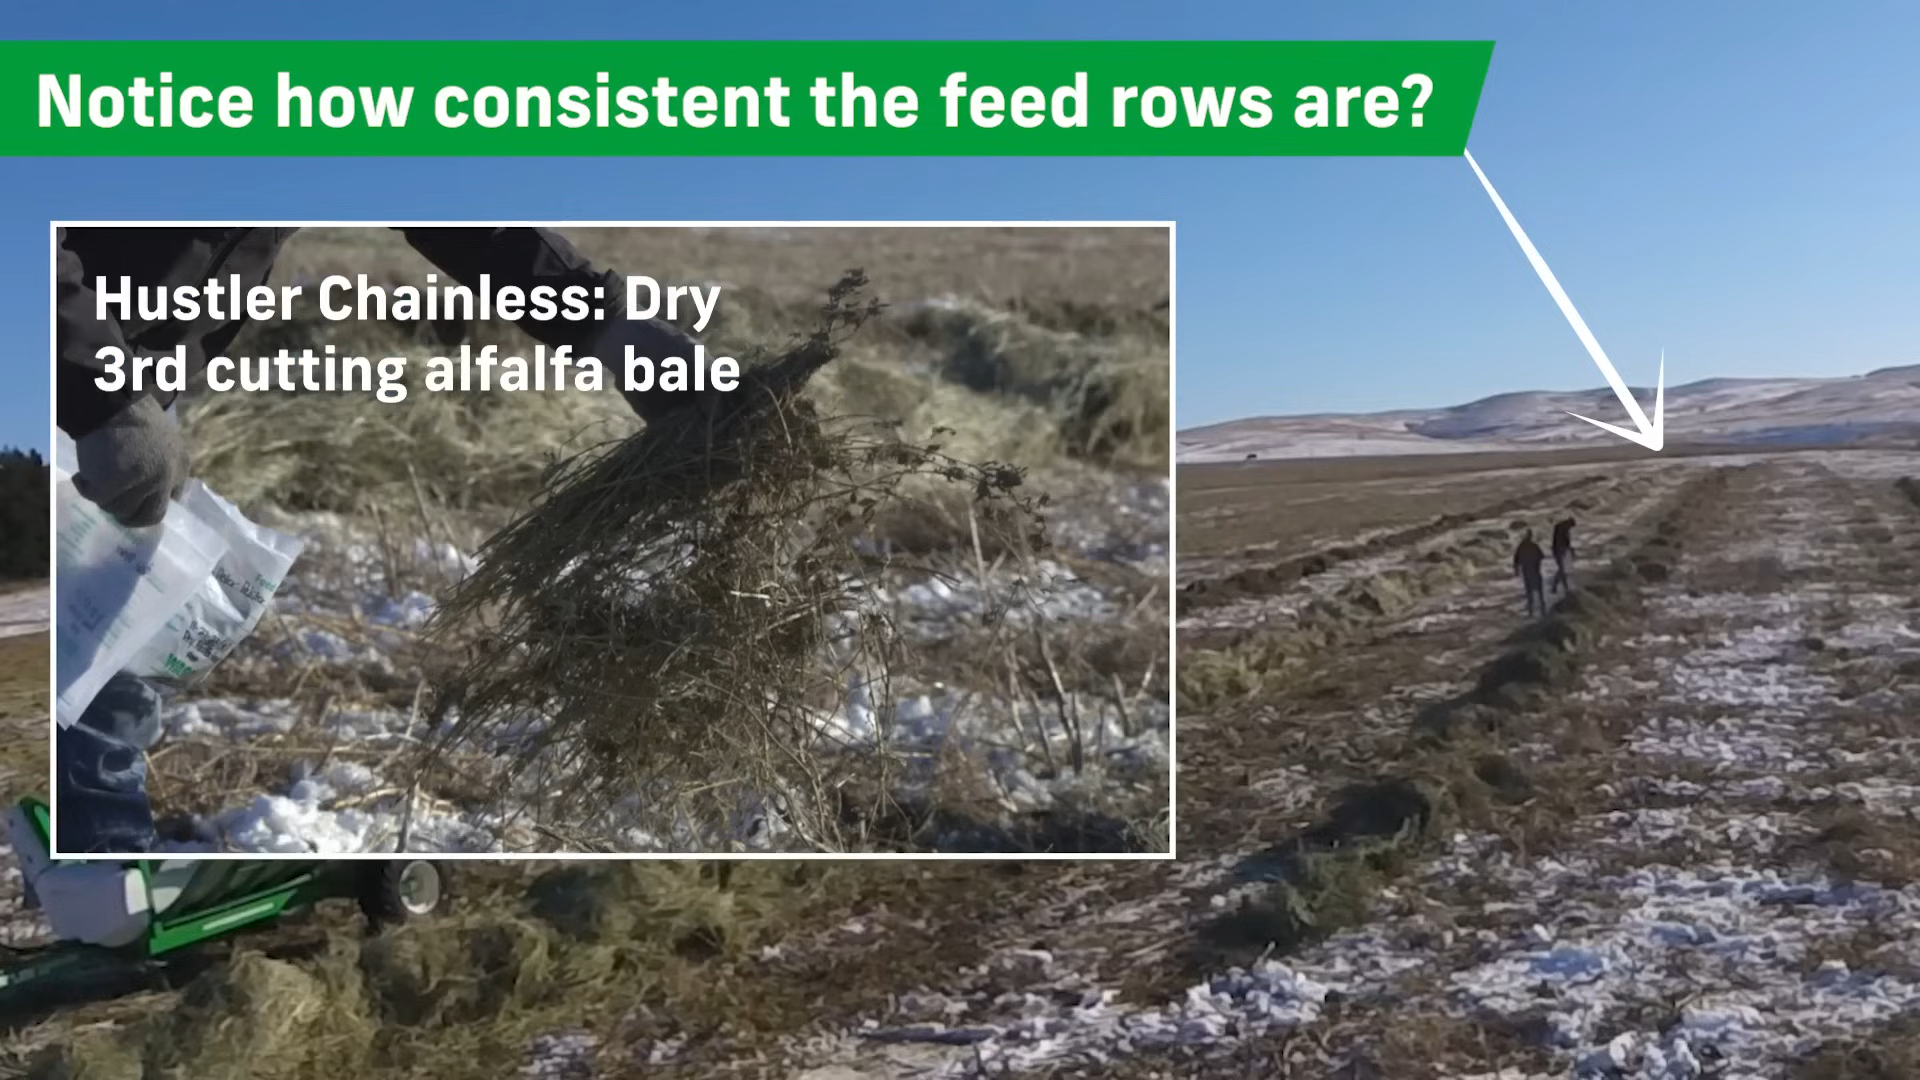 Notice how consistent the feed rows are?
Hustler Chainless: Dry
3rd cutting alfalfa bale